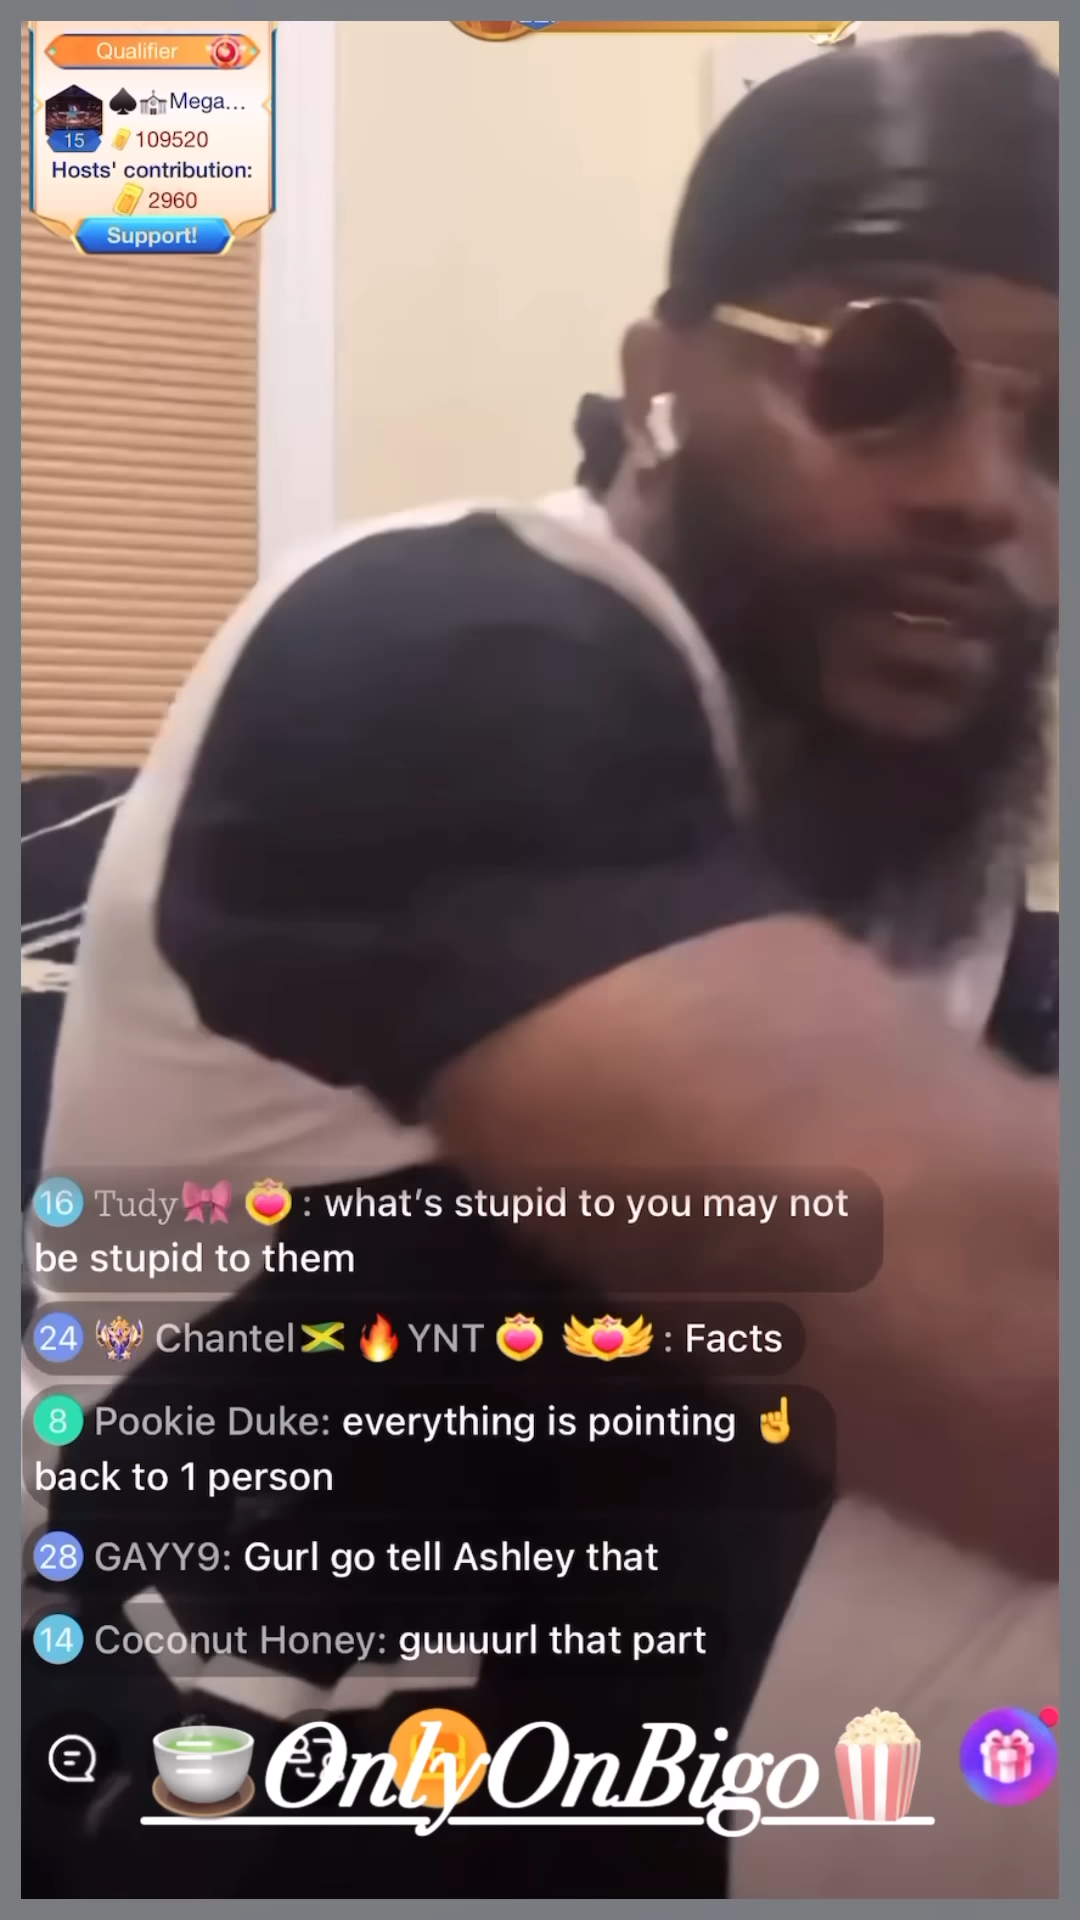 Qualifier
♠️⛪Mega...
15
109520
Hosts' contribution:
2960
Support!
16 Tudy🎀 : what's stupid to you may not
be stupid to them
24 Chantel🇯🇲 🔥YNT : Facts
8 Pookie Duke: everything is pointing ☝️
back to 1 person
28 GAYY9: Gurl go tell Ashley that
14 Coconut Honey: guuuurl that part
🍵OnlyOnBigo🍿